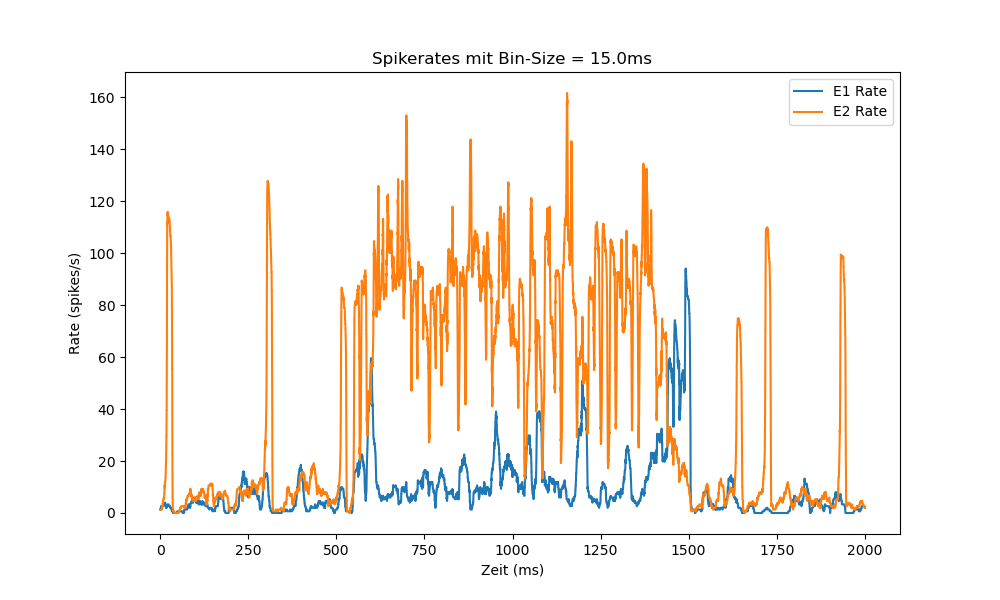 Spikerates mit Bin-Size = 15.0ms
E1 Rate
E2 Rate
Rate (spikes/s)
160
140
120
100
80
60
40
20
0
0 250 500 750 1000 1250 1500 1750 2000
Zeit (ms)